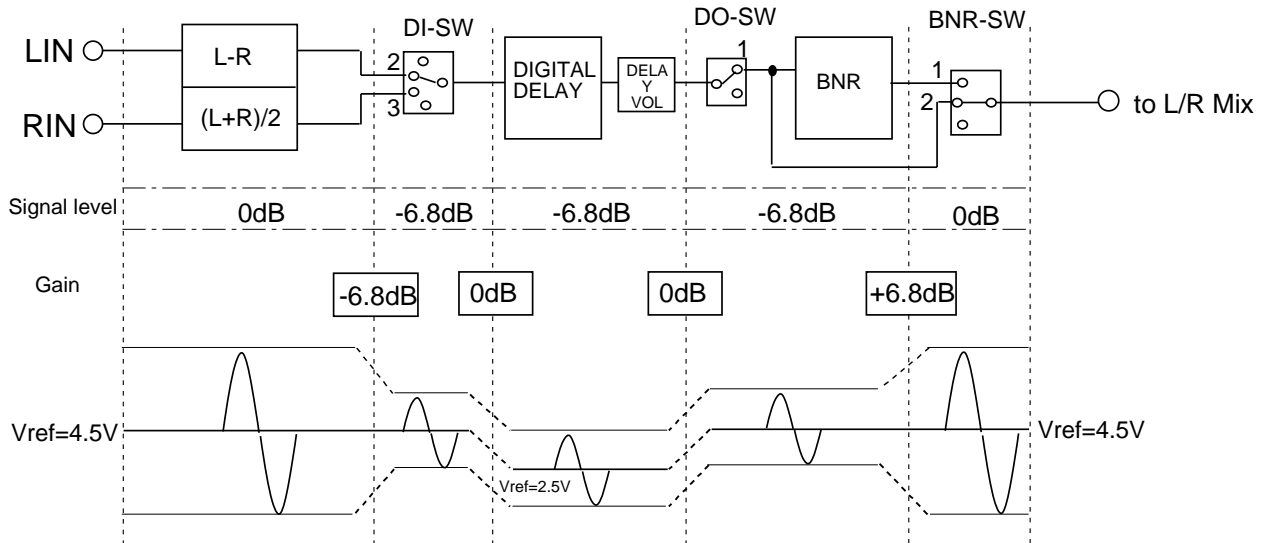 DI-SW
DO-SW
BNR-SW
LIN
L-R
RIN
(L+R)/2
2
3
DIGITAL
DELAY
DELA
Y
VOL
1
BNR
1
2
to L/R Mix
Signal level
0dB
-6.8dB
-6.8dB
-6.8dB
0dB
Gain
-6.8dB
0dB
0dB
+6.8dB
Vref=4.5V
Vref=2.5V
Vref=4.5V